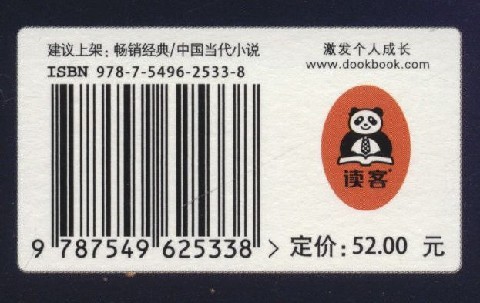 建议上架：畅销经典/中国当代小说
ISBN 978-7-5496-2533-8
激发个人成长
www.dookbook.com
读客
9 787549 625338 >
定价：52.00 元